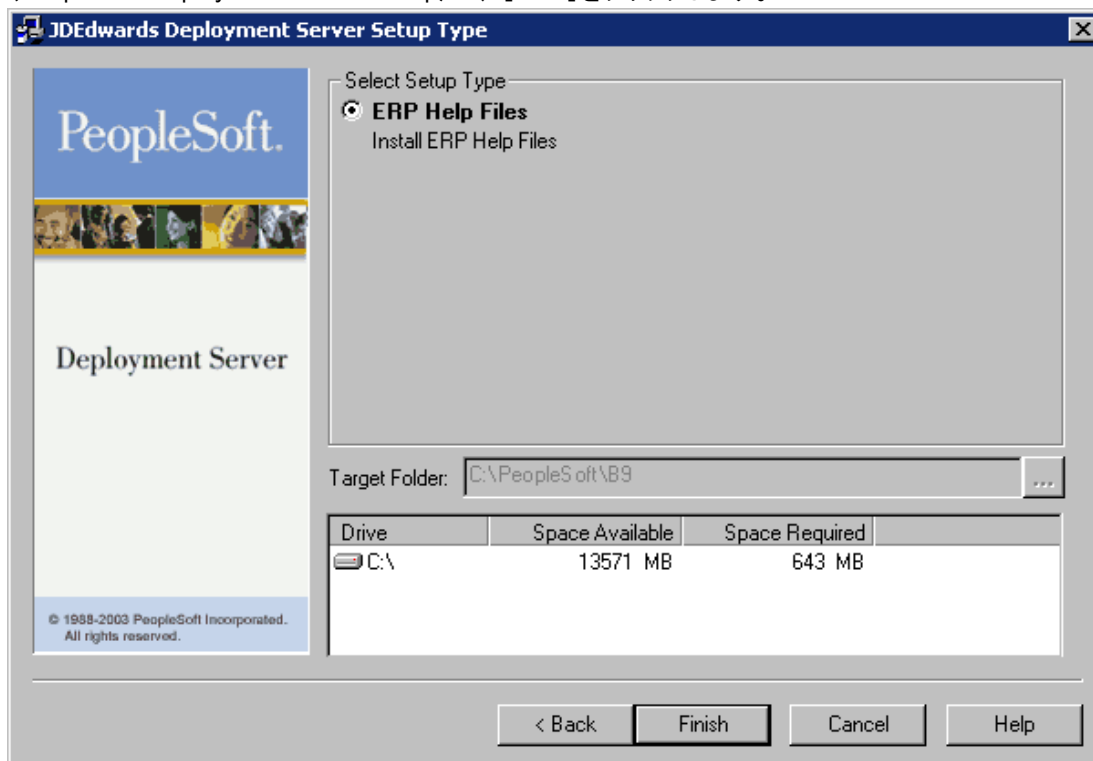 JDEdwards Deployment Server Setup Type
PeopleSoft.
Deployment Server
© 1988-2003 PeopleSoft Incorporated.
All rights reserved.
Select Setup Type
ERP Help Files
Install ERP Help Files
Target Folder: C:\PeopleSoft\B9 ...
Drive Space Available Space Required
C:\ 13571 MB 643 MB
< Back Finish Cancel Help